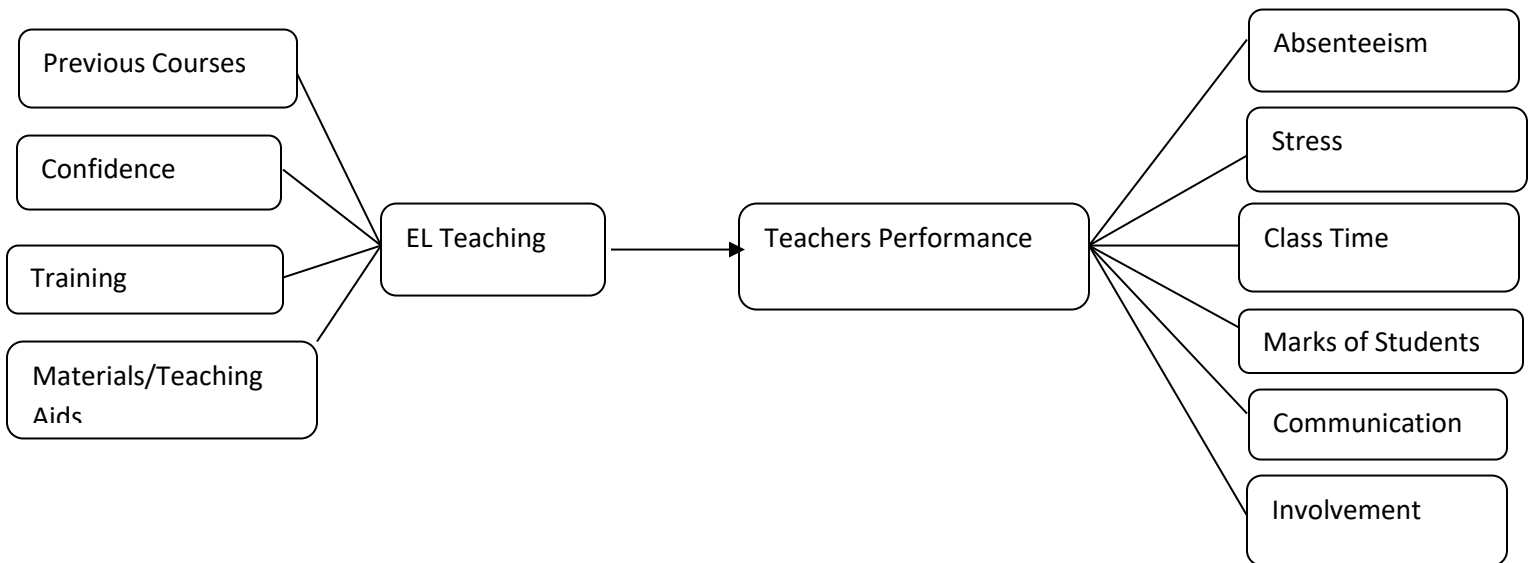 Previous Courses
Confidence
Training
Materials/Teaching
Aids
EL Teaching
Teachers Performance
Absenteeism
Stress
Class Time
Marks of Students
Communication
Involvement